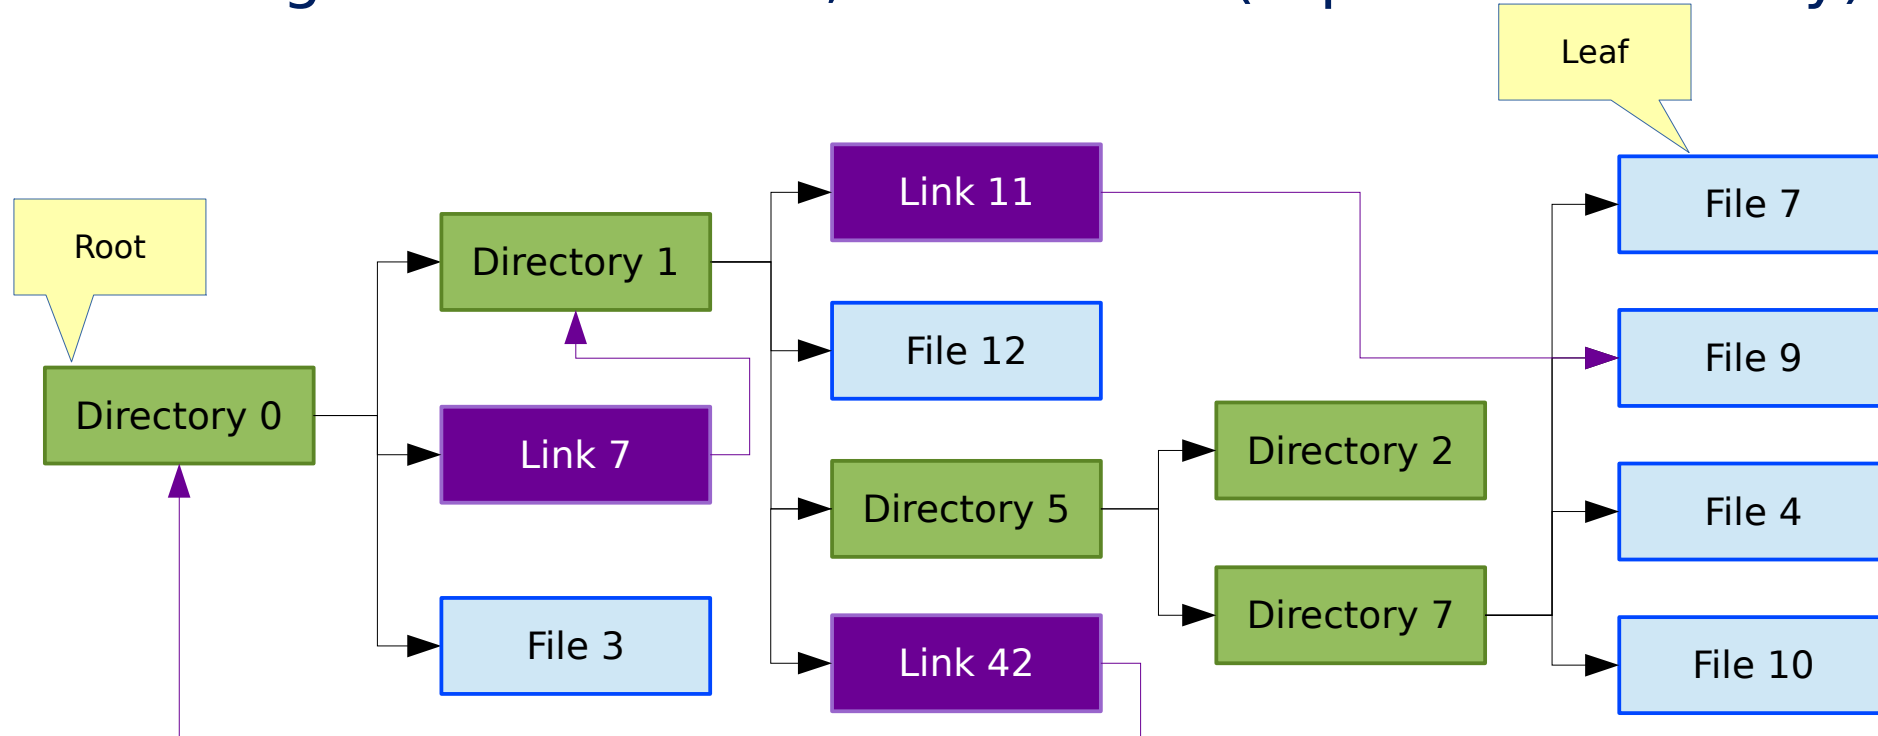 Leaf
Root
Directory 0
Directory 1
Link 7
File 3
Link 11
File 12
Directory 5
Link 42
Directory 2
Directory 7
File 7
File 9
File 4
File 10